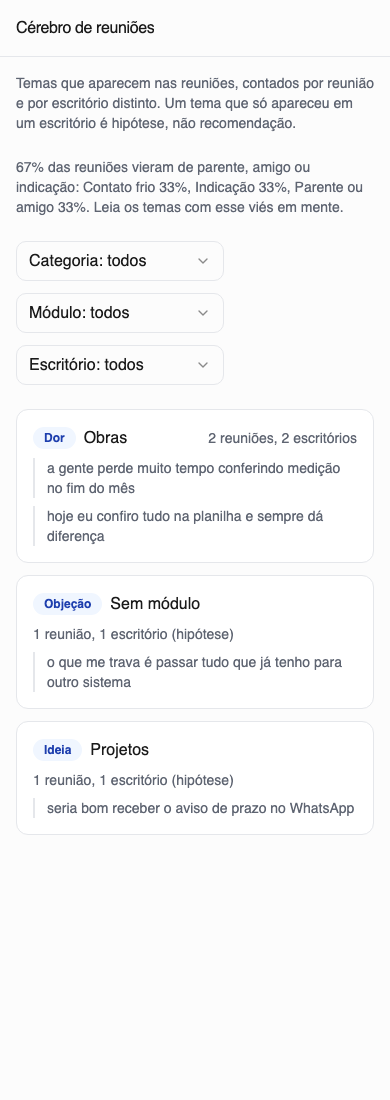 Cérebro de reuniões
Temas que aparecem nas reuniões, contados por reunião
e por escritório distinto. Um tema que só apareceu em
um escritório é hipótese, não recomendação.
67% das reuniões vieram de parente, amigo ou
indicação: Contato frio 33%, Indicação 33%, Parente ou
amigo 33%. Leia os temas com esse viés em mente.
Categoria: todos
Módulo: todos
Escritório: todos
Dor Obras 2 reuniões, 2 escritórios
a gente perde muito tempo conferindo medição
no fim do mês
hoje eu confiro tudo na planilha e sempre dá
diferença
Objeção Sem módulo
1 reunião, 1 escritório (hipótese)
o que me trava é passar tudo que já tenho para
outro sistema
Ideia Projetos
1 reunião, 1 escritório (hipótese)
seria bom receber o aviso de prazo no WhatsApp